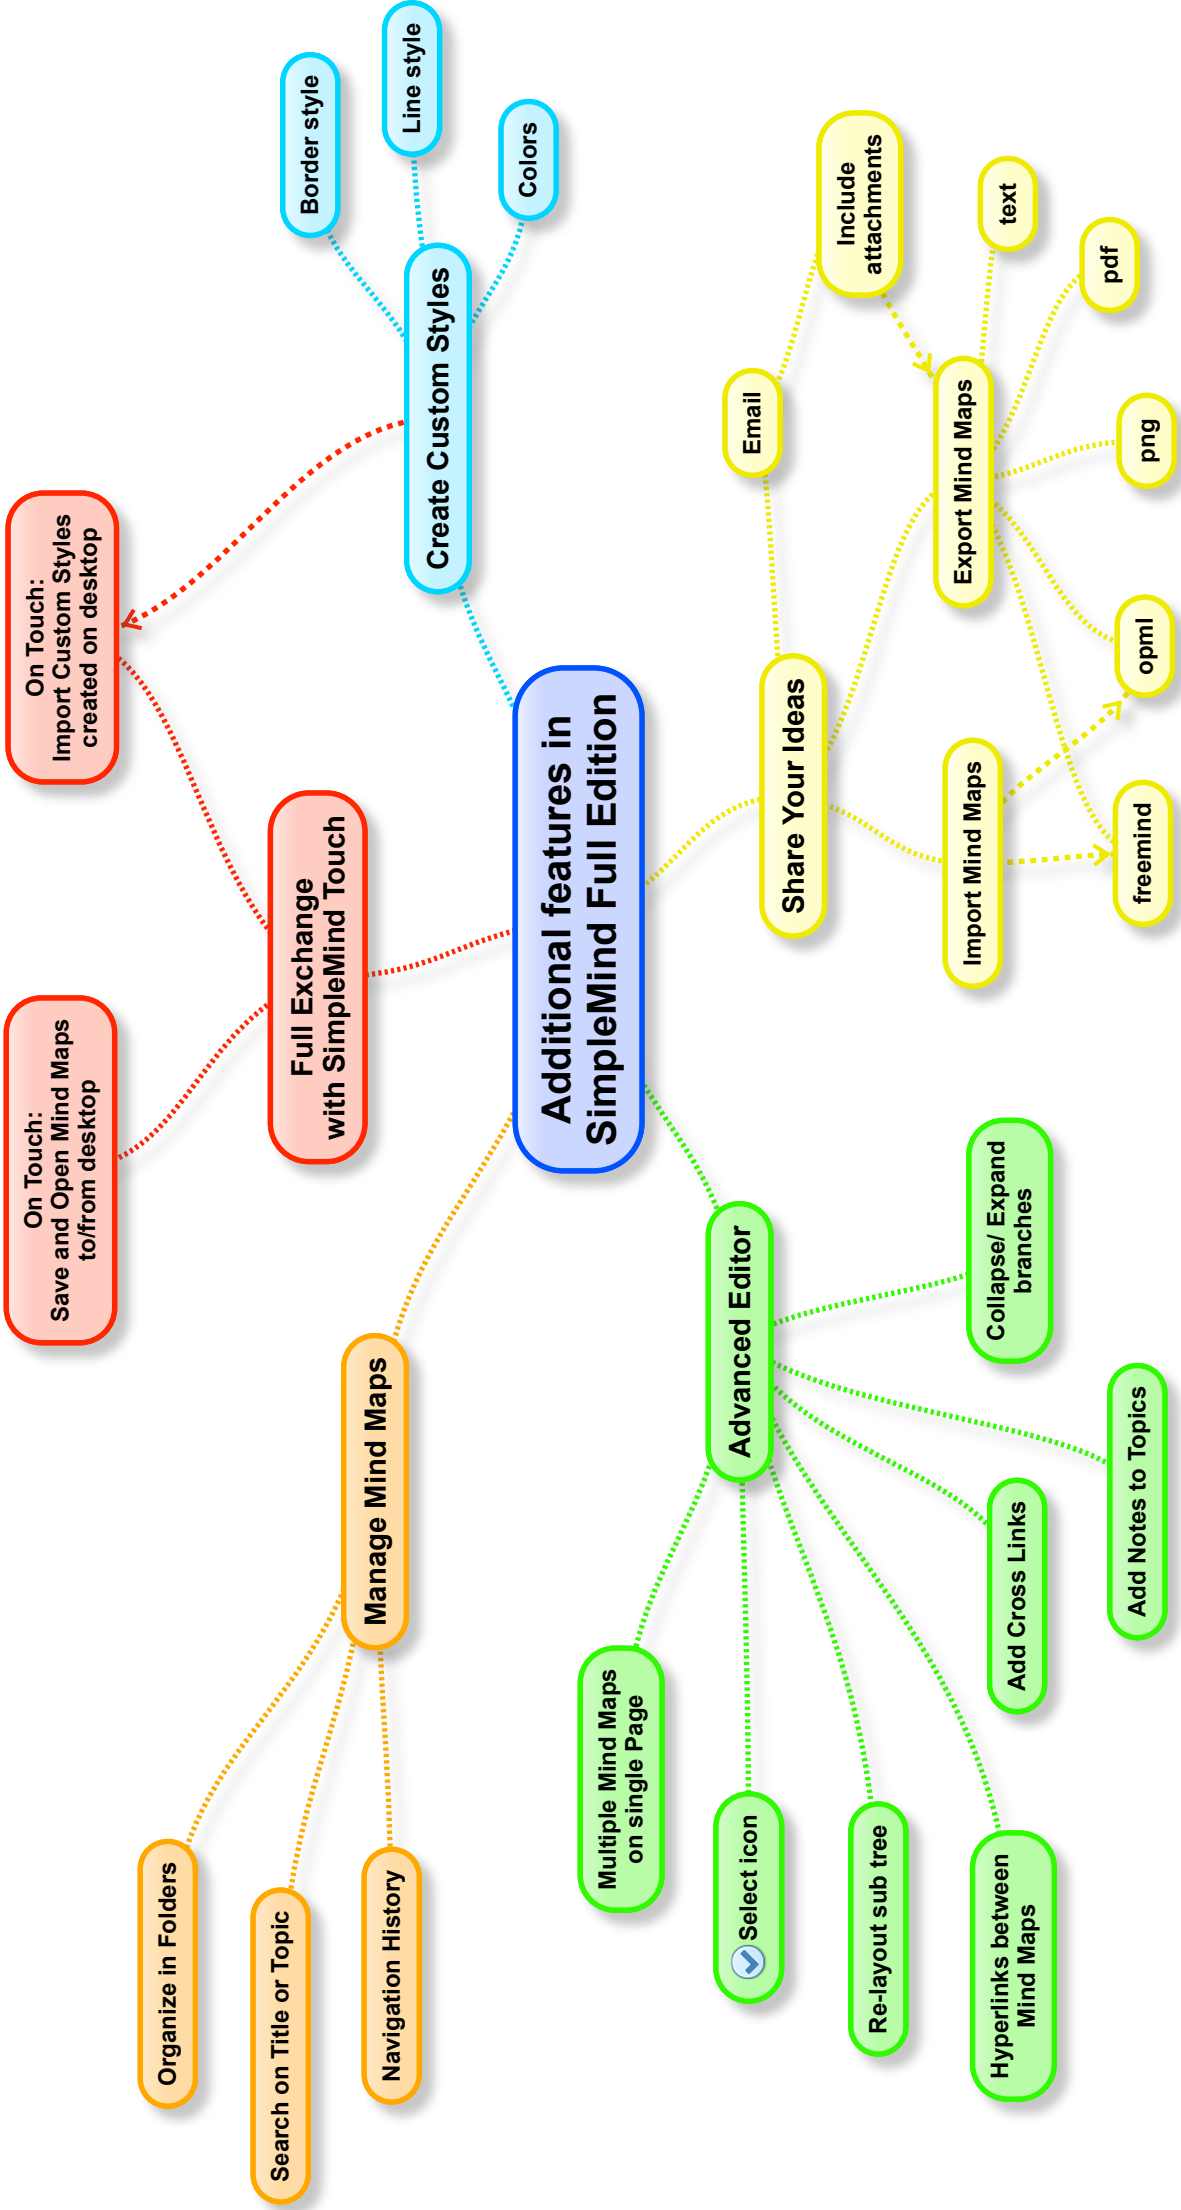 On Touch:
Save and Open Mind Maps
to/from desktop
On Touch:
Import Custom Styles
created on desktop
Full Exchange
with SimpleMind Touch
Organize in Folders
Search on Title or Topic
Navigation History
Manage Mind Maps
Create Custom Styles
Border style
Line style
Colors
Additional features in
SimpleMind Full Edition
Multiple Mind Maps
on single Page
Select icon
Re-layout sub tree
Hyperlinks between
Mind Maps
Advanced Editor
Add Cross Links
Add Notes to Topics
Collapse/ Expand
branches
Share Your Ideas
Email
Include
attachments
Import Mind Maps
Export Mind Maps
text
pdf
png
opml
freemind